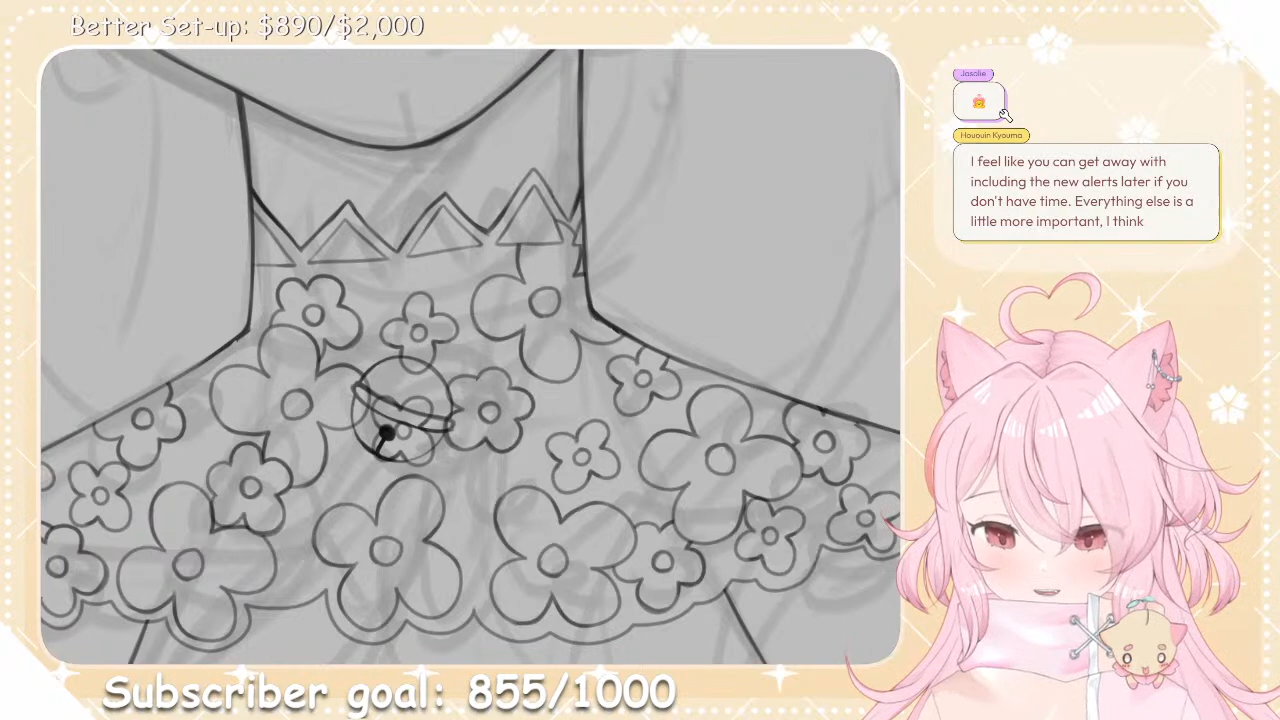 Better Set-up: $890/$2,000
Jasolie
Hououin Kyouma
I feel like you can get away with
including the new alerts later if you
don't have time. Everything else is a
little more important, I think
Subscriber goal: 855/1000